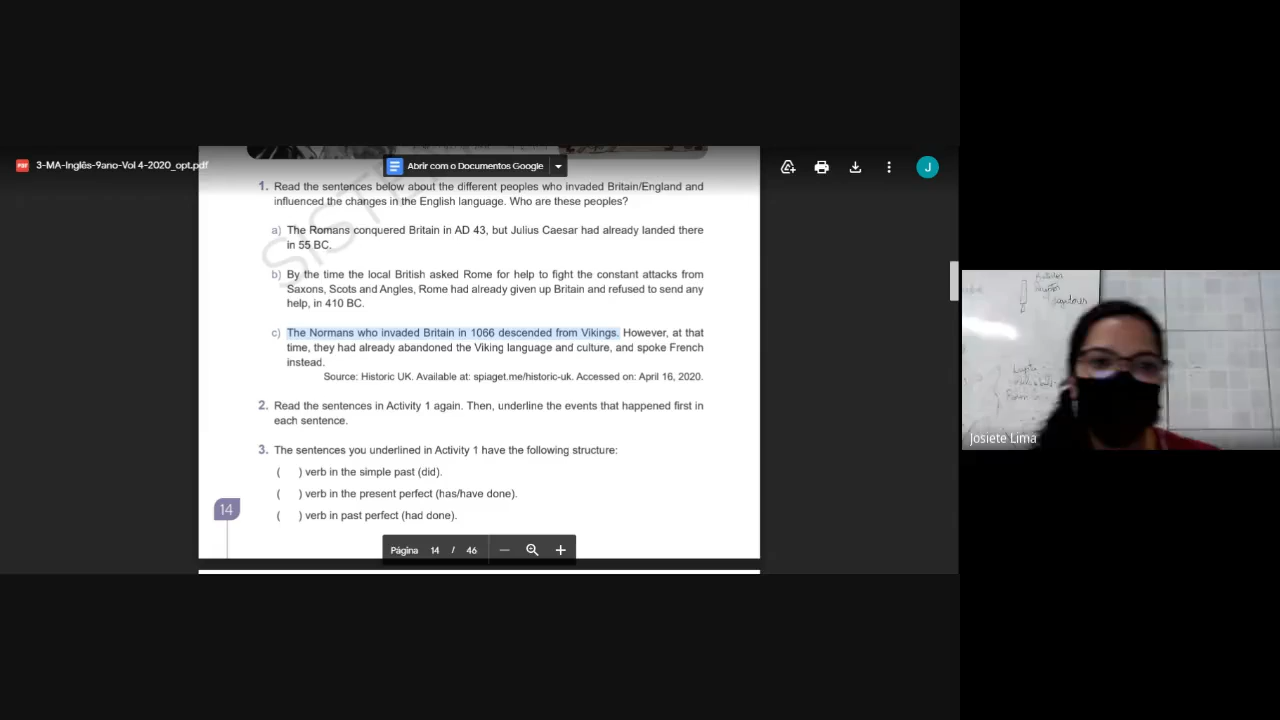 3-MA-Inglês-9ano-Vol 4-2020_opt.pdf
Abrir com o Documentos Google
J
1. Read the sentences below about the different peoples who invaded Britain/England and
influenced the changes in the English language. Who are these peoples?
a) The Romans conquered Britain in AD 43, but Julius Caesar had already landed there
in 55 BC.
b) By the time the local British asked Rome for help to fight the constant attacks from
Saxons, Scots and Angles, Rome had already given up Britain and refused to send any
help, in 410 BC.
c) The Normans who invaded Britain in 1066 descended from Vikings. However, at that
time, they had already abandoned the Viking language and culture, and spoke French
instead.
Source: Historic UK. Available at: spiaget.me/historic-uk. Accessed on: April 16, 2020.
2. Read the sentences in Activity 1 again. Then, underline the events that happened first in
each sentence.
3. The sentences you underlined in Activity 1 have the following structure:
( ) verb in the simple past (did).
( ) verb in the present perfect (has/have done).
( ) verb in past perfect (had done).
14
Página 14 / 46
SISTE
Josiete Lima